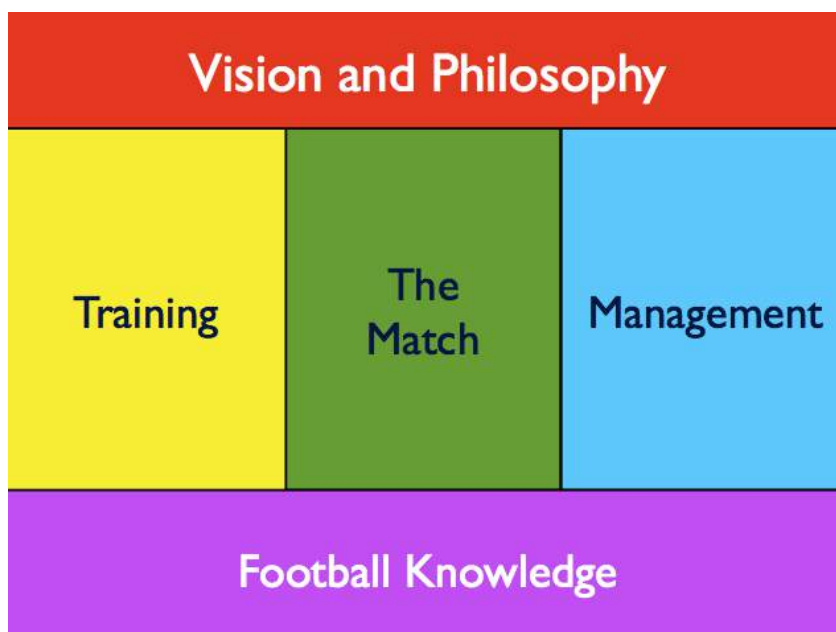 Vision and Philosophy
Training
The
Match
Management
Football Knowledge